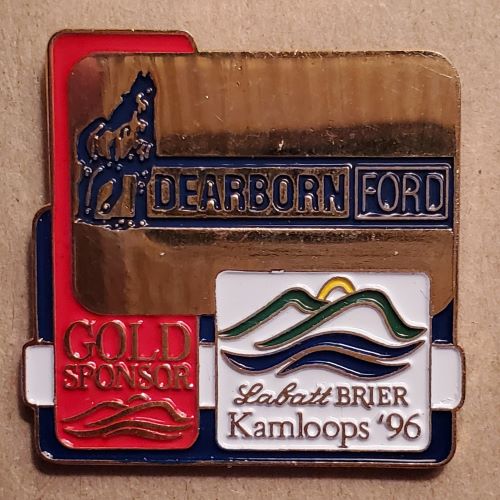 DEARBORN FORD
GOLD
SPONSOR
Labatt BRIER
Kamloops '96